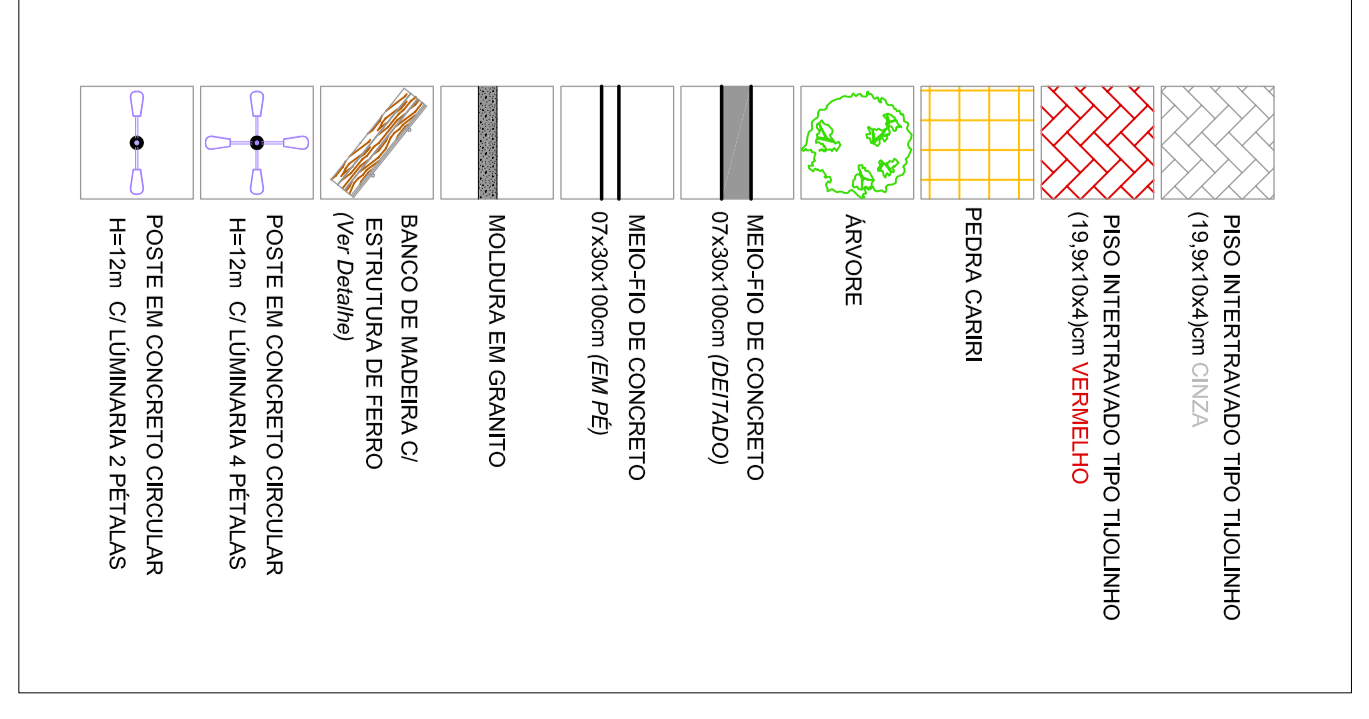 PISO INTERTRAVADO TIPO TIJOLINHO
(19,9x10x4)cm CINZA
PISO INTERTRAVADO TIPO TIJOLINHO
(19,9x10x4)cm VERMELHO
PEDRA CARIRI
ÁRVORE
MEIO-FIO DE CONCRETO
07x30x100cm (DEITADO)
MEIO-FIO DE CONCRETO
07x30x100cm (EM PÉ)
MOLDURA EM GRANITO
BANCO DE MADEIRA C/
ESTRUTURA DE FERRO
(Ver Detalhe)
POSTE EM CONCRETO CIRCULAR
H=12m C/ LÚMINARIA 4 PÉTALAS
POSTE EM CONCRETO CIRCULAR
H=12m C/ LÚMINARIA 2 PÉTALAS